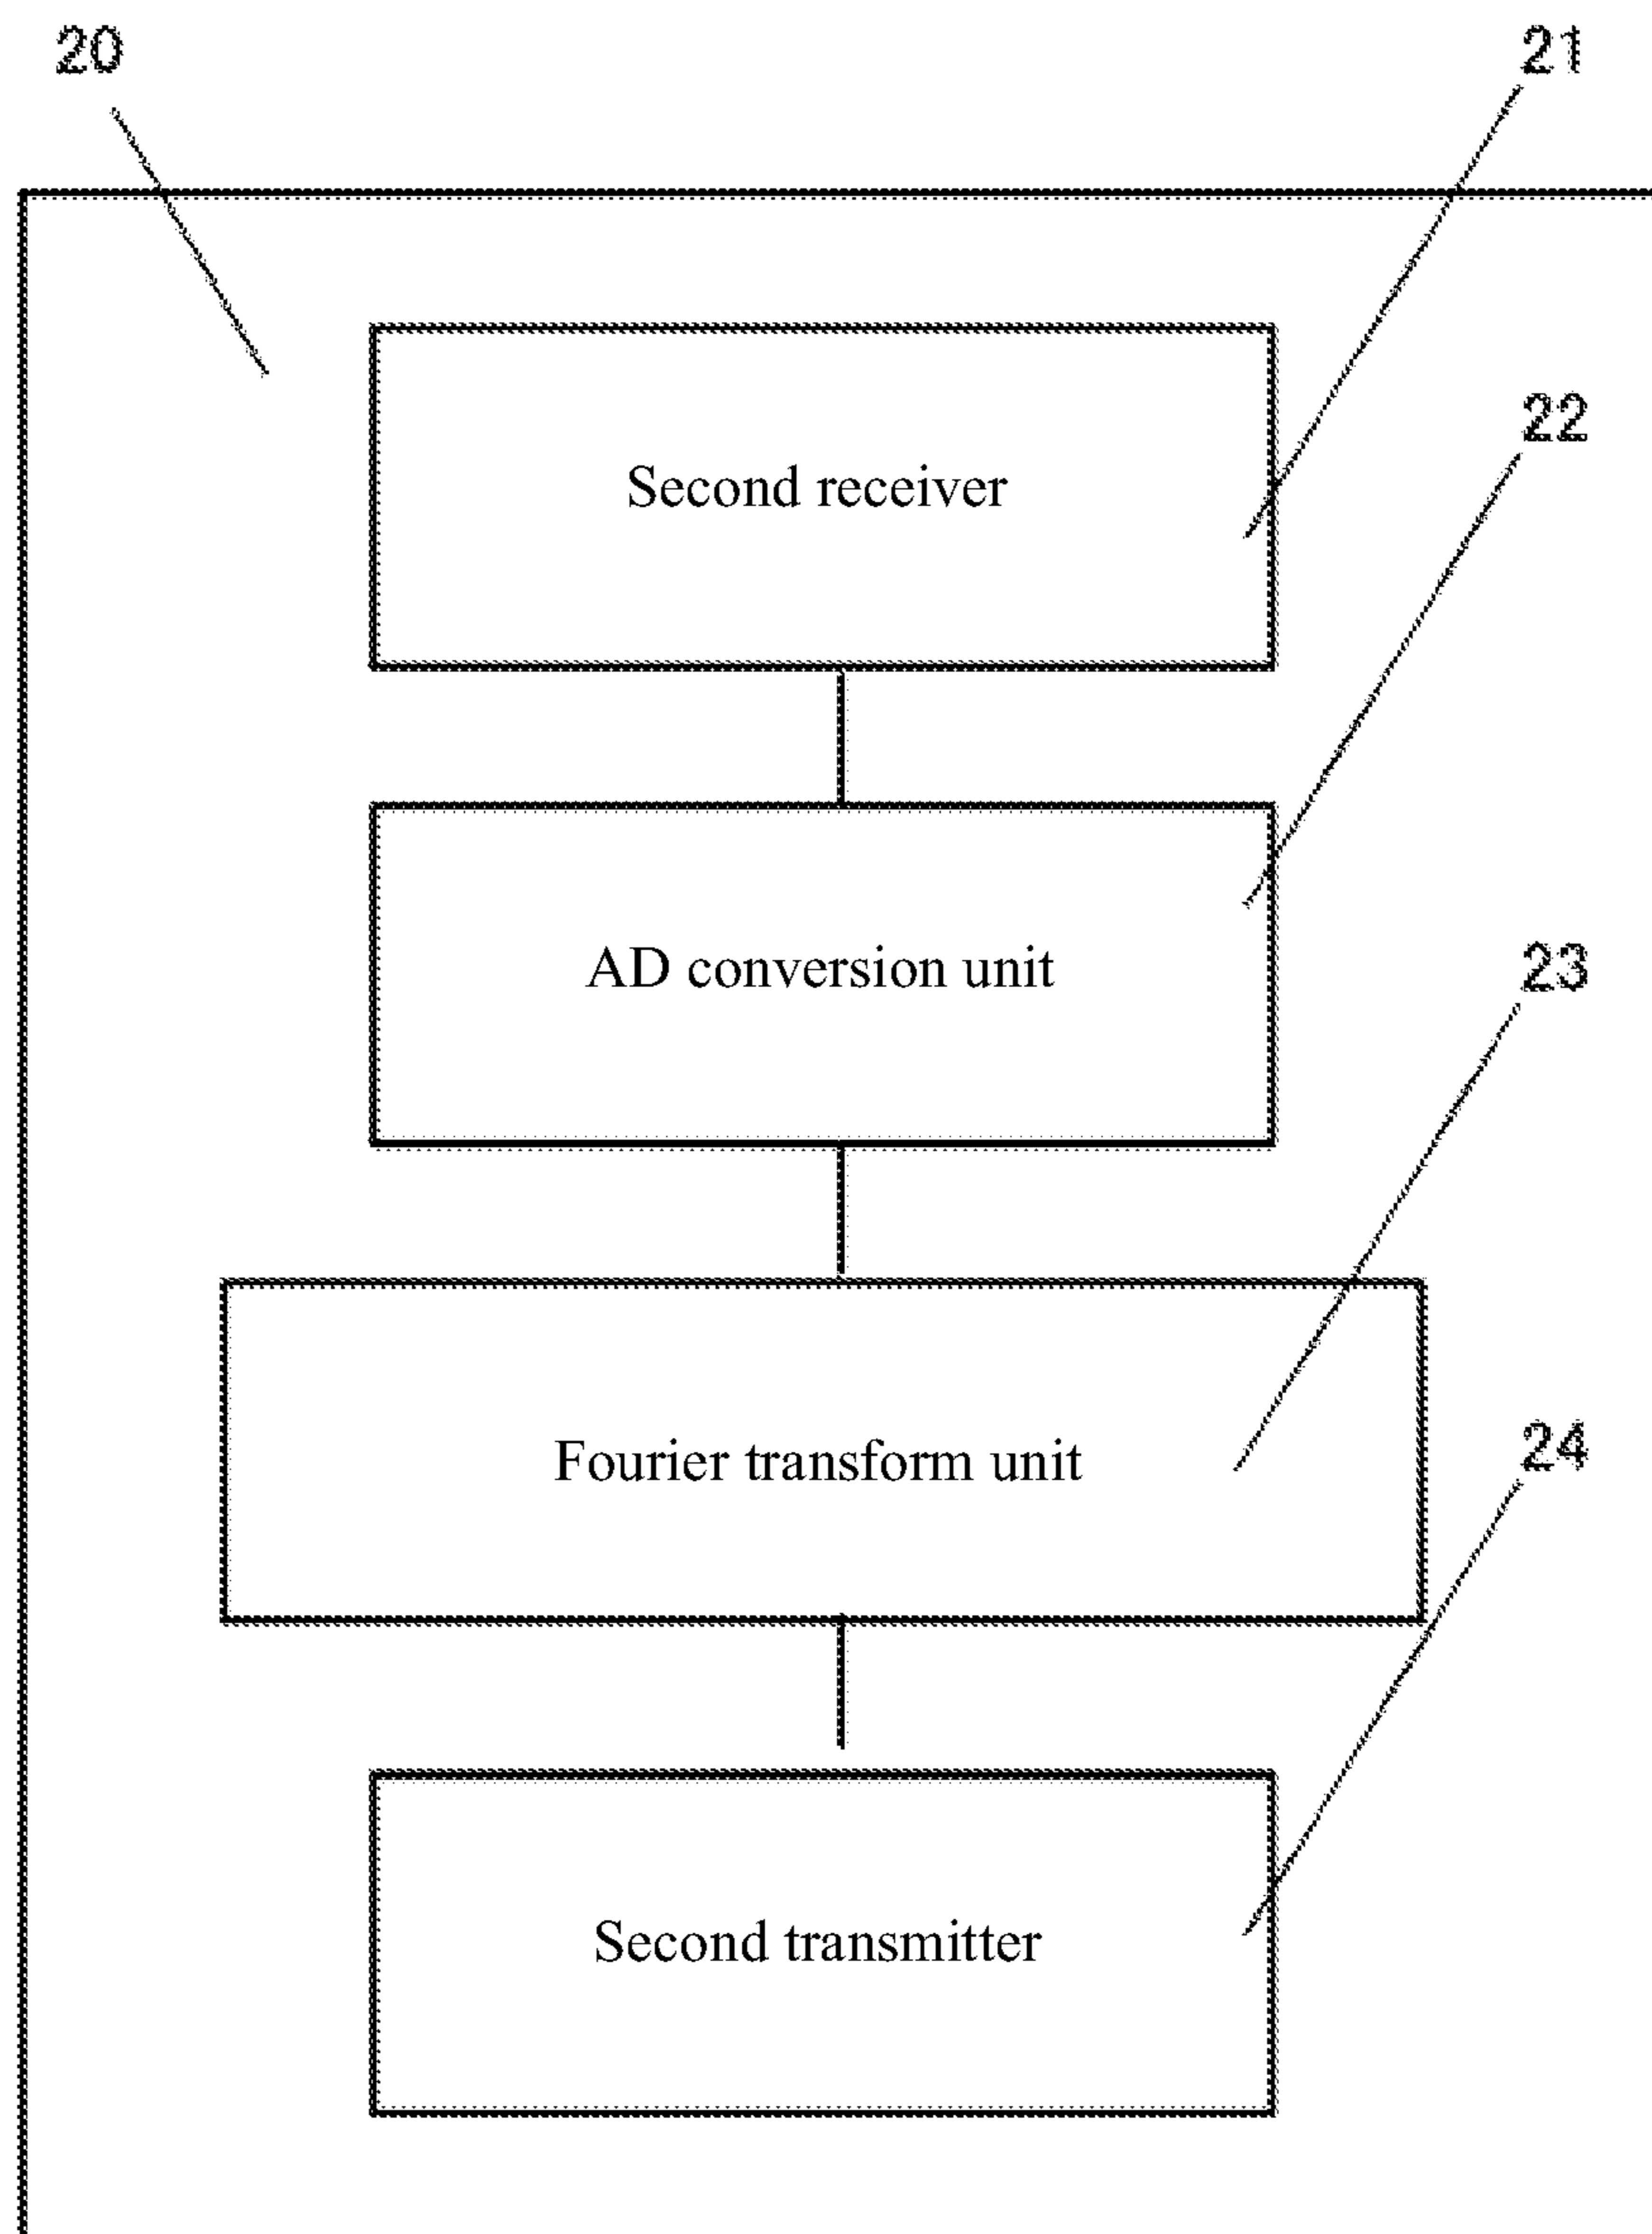 20
21
Second receiver
22
AD conversion unit
23
Fourier transform unit
24
Second transmitter